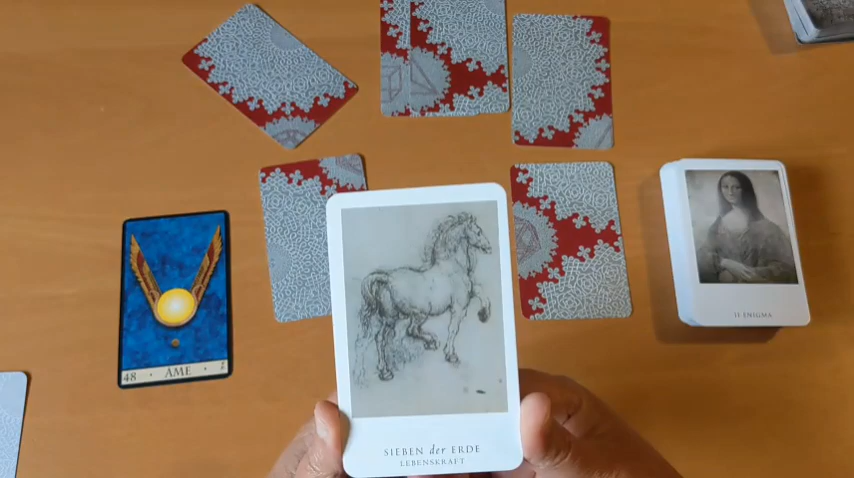 48 · AME ·
SIEBEN der ERDE
LEBENSKRAFT
II ENIGMA